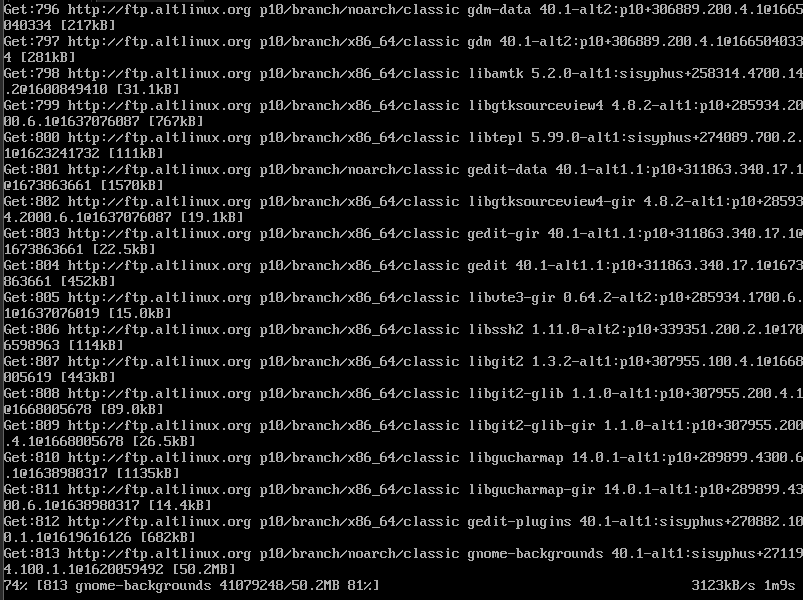 Get:796 http://ftp.altlinux.org p10/branch/noarch/classic gdm-data 40.1-alt2:p10+306889.200.4.1@1665
040334 [217kB]
Get:797 http://ftp.altlinux.org p10/branch/x86_64/classic gdm 40.1-alt2:p10+306889.200.4.1@166504033
4 [281kB]
Get:798 http://ftp.altlinux.org p10/branch/x86_64/classic libamtk 5.2.0-alt1:sisyphus+258314.4700.14
.2@1600849410 [31.1kB]
Get:799 http://ftp.altlinux.org p10/branch/x86_64/classic libgtksourceview4 4.8.2-alt1:p10+285934.20
00.6.1@1637076087 [767kB]
Get:800 http://ftp.altlinux.org p10/branch/x86_64/classic libtepl 5.99.0-alt1:sisyphus+274089.700.2.
1@1623241732 [111kB]
Get:801 http://ftp.altlinux.org p10/branch/noarch/classic gedit-data 40.1-alt1.1:p10+311863.340.17.1
@1673863661 [1570kB]
Get:802 http://ftp.altlinux.org p10/branch/x86_64/classic libgtksourceview4-gir 4.8.2-alt1:p10+28593
4.2000.6.1@1637076087 [19.1kB]
Get:803 http://ftp.altlinux.org p10/branch/x86_64/classic gedit-gir 40.1-alt1.1:p10+311863.340.17.1@
1673863661 [22.5kB]
Get:804 http://ftp.altlinux.org p10/branch/x86_64/classic gedit 40.1-alt1.1:p10+311863.340.17.1@1673
863661 [452kB]
Get:805 http://ftp.altlinux.org p10/branch/x86_64/classic libvte3-gir 0.64.2-alt2:p10+285934.1700.6.
1@1637076019 [15.0kB]
Get:806 http://ftp.altlinux.org p10/branch/x86_64/classic libssh2 1.11.0-alt2:p10+339351.200.2.1@170
6598963 [114kB]
Get:807 http://ftp.altlinux.org p10/branch/x86_64/classic libgit2 1.3.2-alt1:p10+307955.100.4.1@1668
005619 [443kB]
Get:808 http://ftp.altlinux.org p10/branch/x86_64/classic libgit2-glib 1.1.0-alt1:p10+307955.200.4.1
@1668005678 [89.0kB]
Get:809 http://ftp.altlinux.org p10/branch/x86_64/classic libgit2-glib-gir 1.1.0-alt1:p10+307955.200
.4.1@1668005678 [26.5kB]
Get:810 http://ftp.altlinux.org p10/branch/x86_64/classic libgucharmap 14.0.1-alt1:p10+289899.4300.6
.1@1638980317 [1135kB]
Get:811 http://ftp.altlinux.org p10/branch/x86_64/classic libgucharmap-gir 14.0.1-alt1:p10+289899.43
00.6.1@1638980317 [14.4kB]
Get:812 http://ftp.altlinux.org p10/branch/x86_64/classic gedit-plugins 40.1-alt1:sisyphus+270882.10
0.1.1@1619616126 [682kB]
Get:813 http://ftp.altlinux.org p10/branch/noarch/classic gnome-backgrounds 40.1-alt1:sisyphus+27119
4.100.1.1@1620059492 [50.2MB]
74% [813 gnome-backgrounds 41079248/50.2MB 81%] 3123kB/s 1m9s